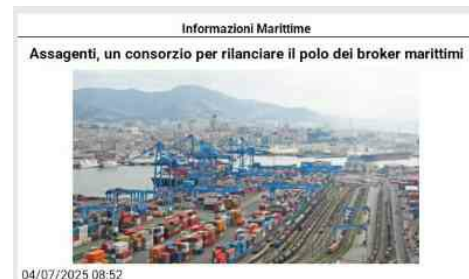 Informazioni Marittime
Assagenti, un consorzio per rilanciare il polo dei broker marittimi
04/07/2025 08:52